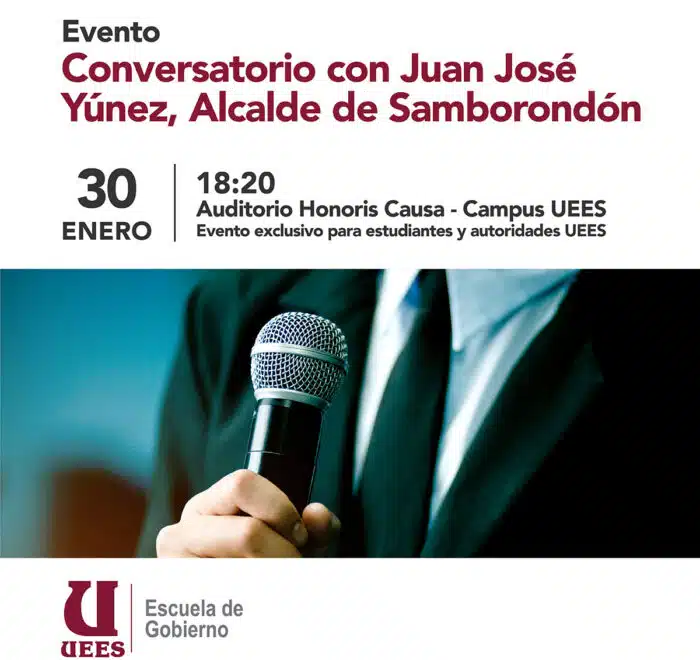 Evento
Conversatorio con Juan José
Yúnez, Alcalde de Samborondón
30
ENERO
18:20
Auditorio Honoris Causa - Campus UEES
Evento exclusivo para estudiantes y autoridades UEES
U
UEES
Escuela de
Gobierno